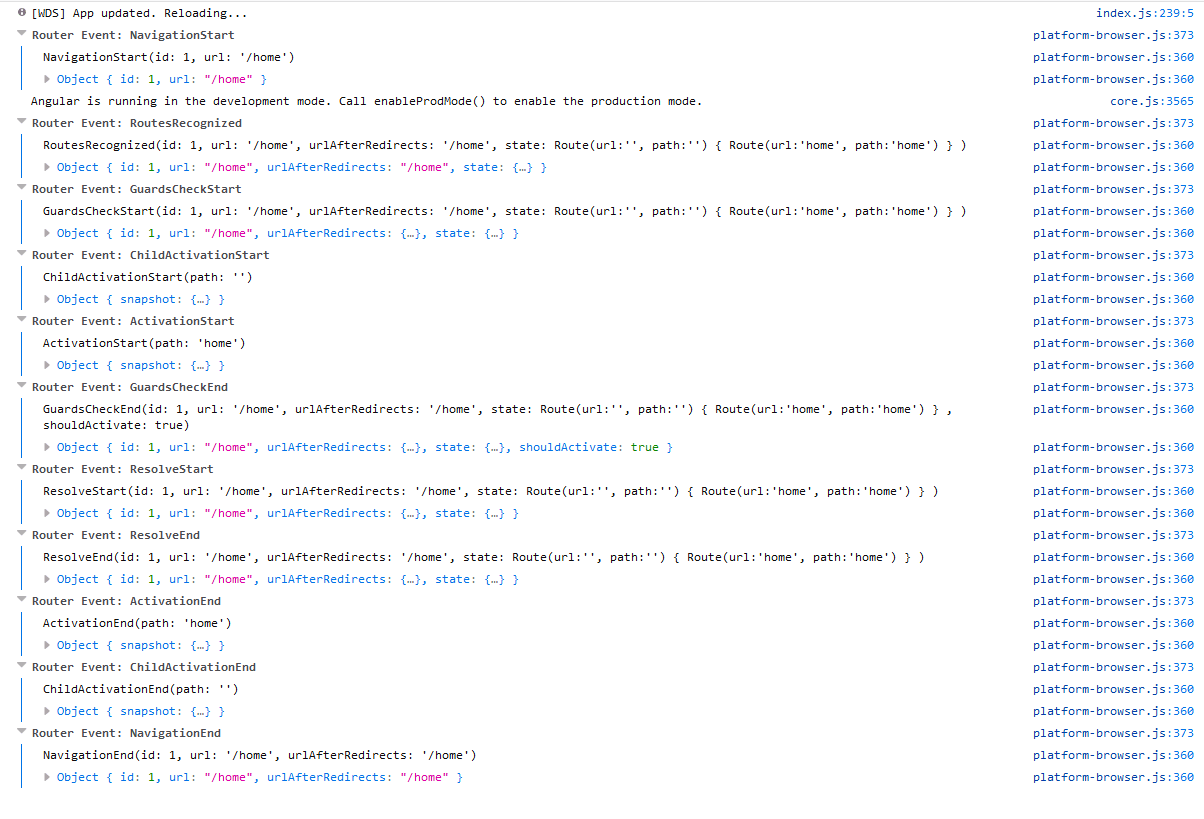 [WDS] App updated. Reloading... index.js:239:5
Router Event: NavigationStart platform-browser.js:373
NavigationStart(id: 1, url: '/home') platform-browser.js:360
Object { id: 1, url: "/home" } platform-browser.js:360
Angular is running in the development mode. Call enableProdMode() to enable the production mode. core.js:3565
Router Event: RoutesRecognized platform-browser.js:373
RoutesRecognized(id: 1, url: '/home', urlAfterRedirects: '/home', state: Route(url:'', path:'') { Route(url:'home', path:'home') } ) platform-browser.js:360
Object { id: 1, url: "/home", urlAfterRedirects: "/home", state: {…} } platform-browser.js:360
Router Event: GuardsCheckStart platform-browser.js:373
GuardsCheckStart(id: 1, url: '/home', urlAfterRedirects: '/home', state: Route(url:'', path:'') { Route(url:'home', path:'home') } ) platform-browser.js:360
Object { id: 1, url: "/home", urlAfterRedirects: {…}, state: {…} } platform-browser.js:360
Router Event: ChildActivationStart platform-browser.js:373
ChildActivationStart(path: '') platform-browser.js:360
Object { snapshot: {…} } platform-browser.js:360
Router Event: ActivationStart platform-browser.js:373
ActivationStart(path: 'home') platform-browser.js:360
Object { snapshot: {…} } platform-browser.js:360
Router Event: GuardsCheckEnd platform-browser.js:373
GuardsCheckEnd(id: 1, url: '/home', urlAfterRedirects: '/home', state: Route(url:'', path:'') { Route(url:'home', path:'home') } , platform-browser.js:360
shouldActivate: true)
Object { id: 1, url: "/home", urlAfterRedirects: {…}, state: {…}, shouldActivate: true } platform-browser.js:360
Router Event: ResolveStart platform-browser.js:373
ResolveStart(id: 1, url: '/home', urlAfterRedirects: '/home', state: Route(url:'', path:'') { Route(url:'home', path:'home') } ) platform-browser.js:360
Object { id: 1, url: "/home", urlAfterRedirects: {…}, state: {…} } platform-browser.js:360
Router Event: ResolveEnd platform-browser.js:373
ResolveEnd(id: 1, url: '/home', urlAfterRedirects: '/home', state: Route(url:'', path:'') { Route(url:'home', path:'home') } ) platform-browser.js:360
Object { id: 1, url: "/home", urlAfterRedirects: {…}, state: {…} } platform-browser.js:360
Router Event: ActivationEnd platform-browser.js:373
ActivationEnd(path: 'home') platform-browser.js:360
Object { snapshot: {…} } platform-browser.js:360
Router Event: ChildActivationEnd platform-browser.js:373
ChildActivationEnd(path: '') platform-browser.js:360
Object { snapshot: {…} } platform-browser.js:360
Router Event: NavigationEnd platform-browser.js:373
NavigationEnd(id: 1, url: '/home', urlAfterRedirects: '/home') platform-browser.js:360
Object { id: 1, url: "/home", urlAfterRedirects: "/home" } platform-browser.js:360